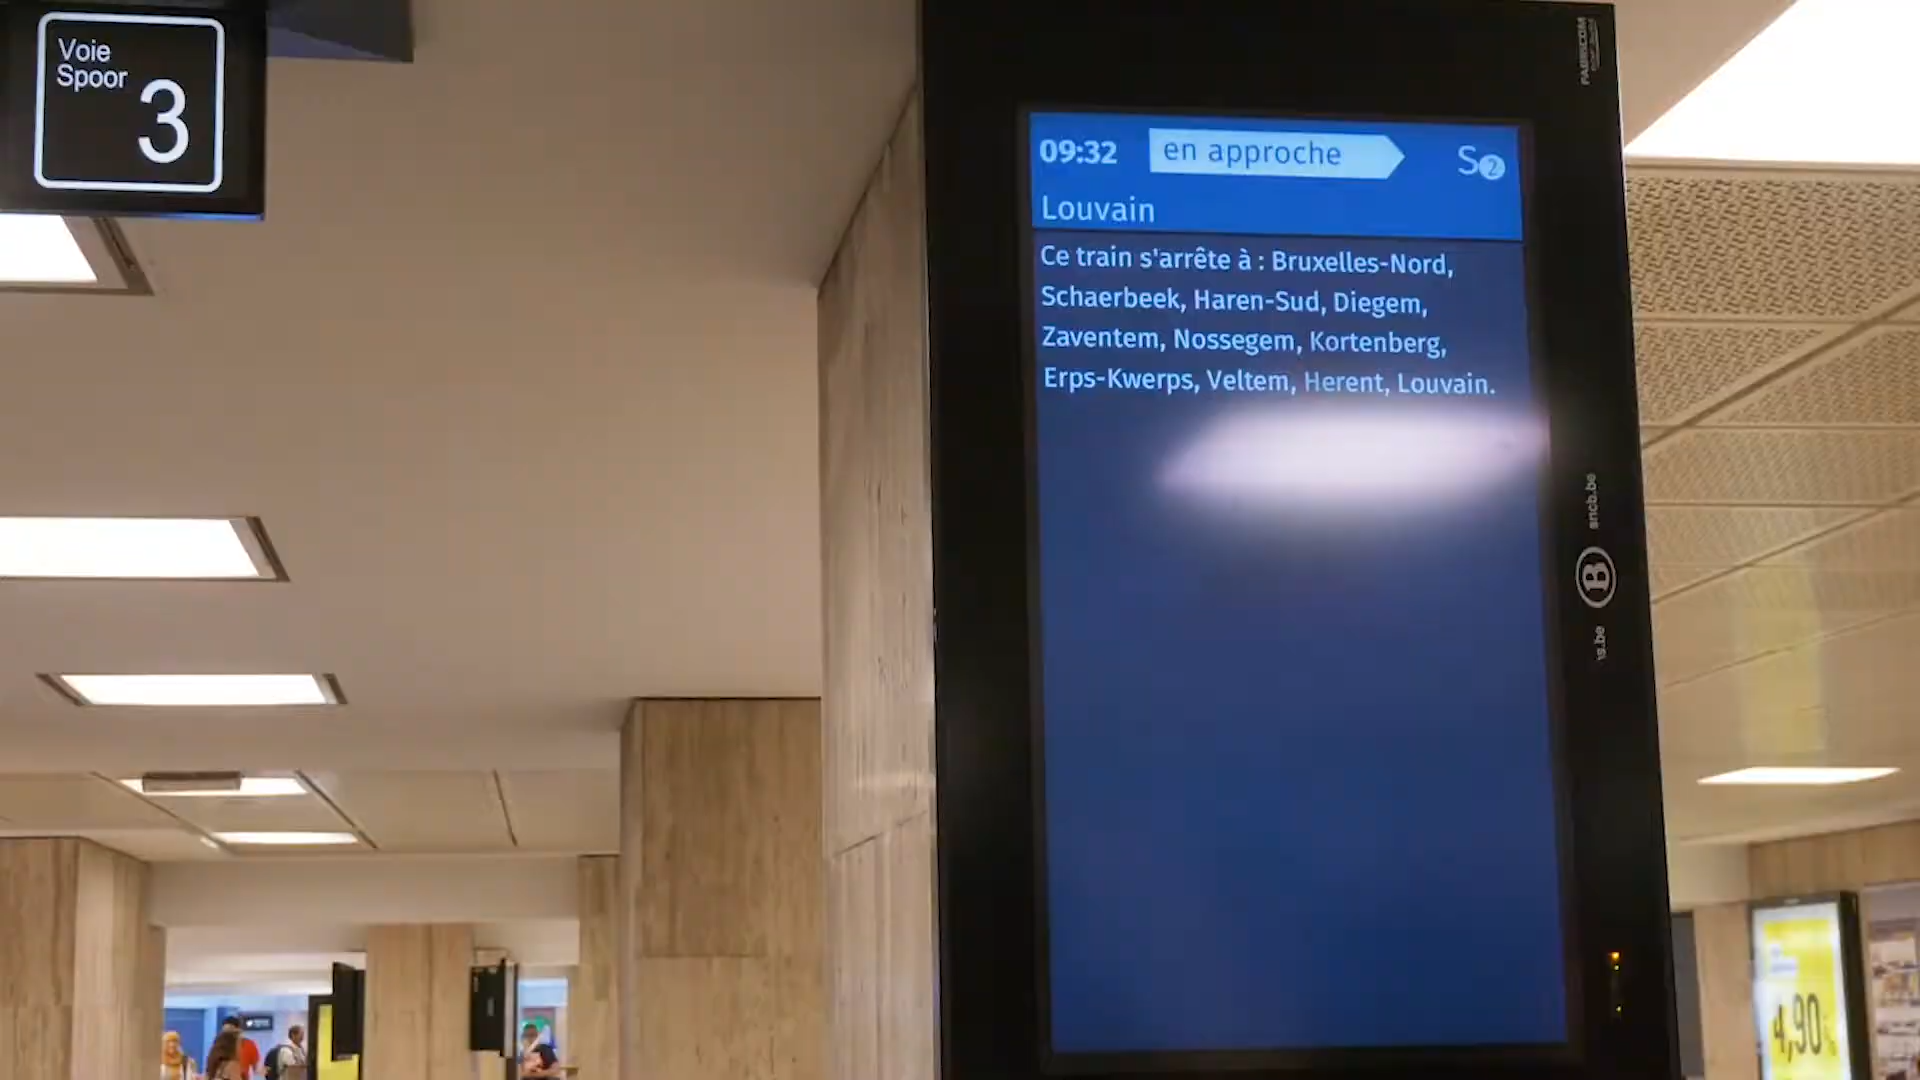 Voie
Spoor
3
09:32 en approche S2
Louvain
Ce train s'arrête à : Bruxelles-Nord,
Schaerbeek, Haren-Sud, Diegem,
Zaventem, Nossegem, Kortenberg,
Erps-Kwerps, Veltem, Herent, Louvain.
FABRICOM
sncb.be
B
4,90